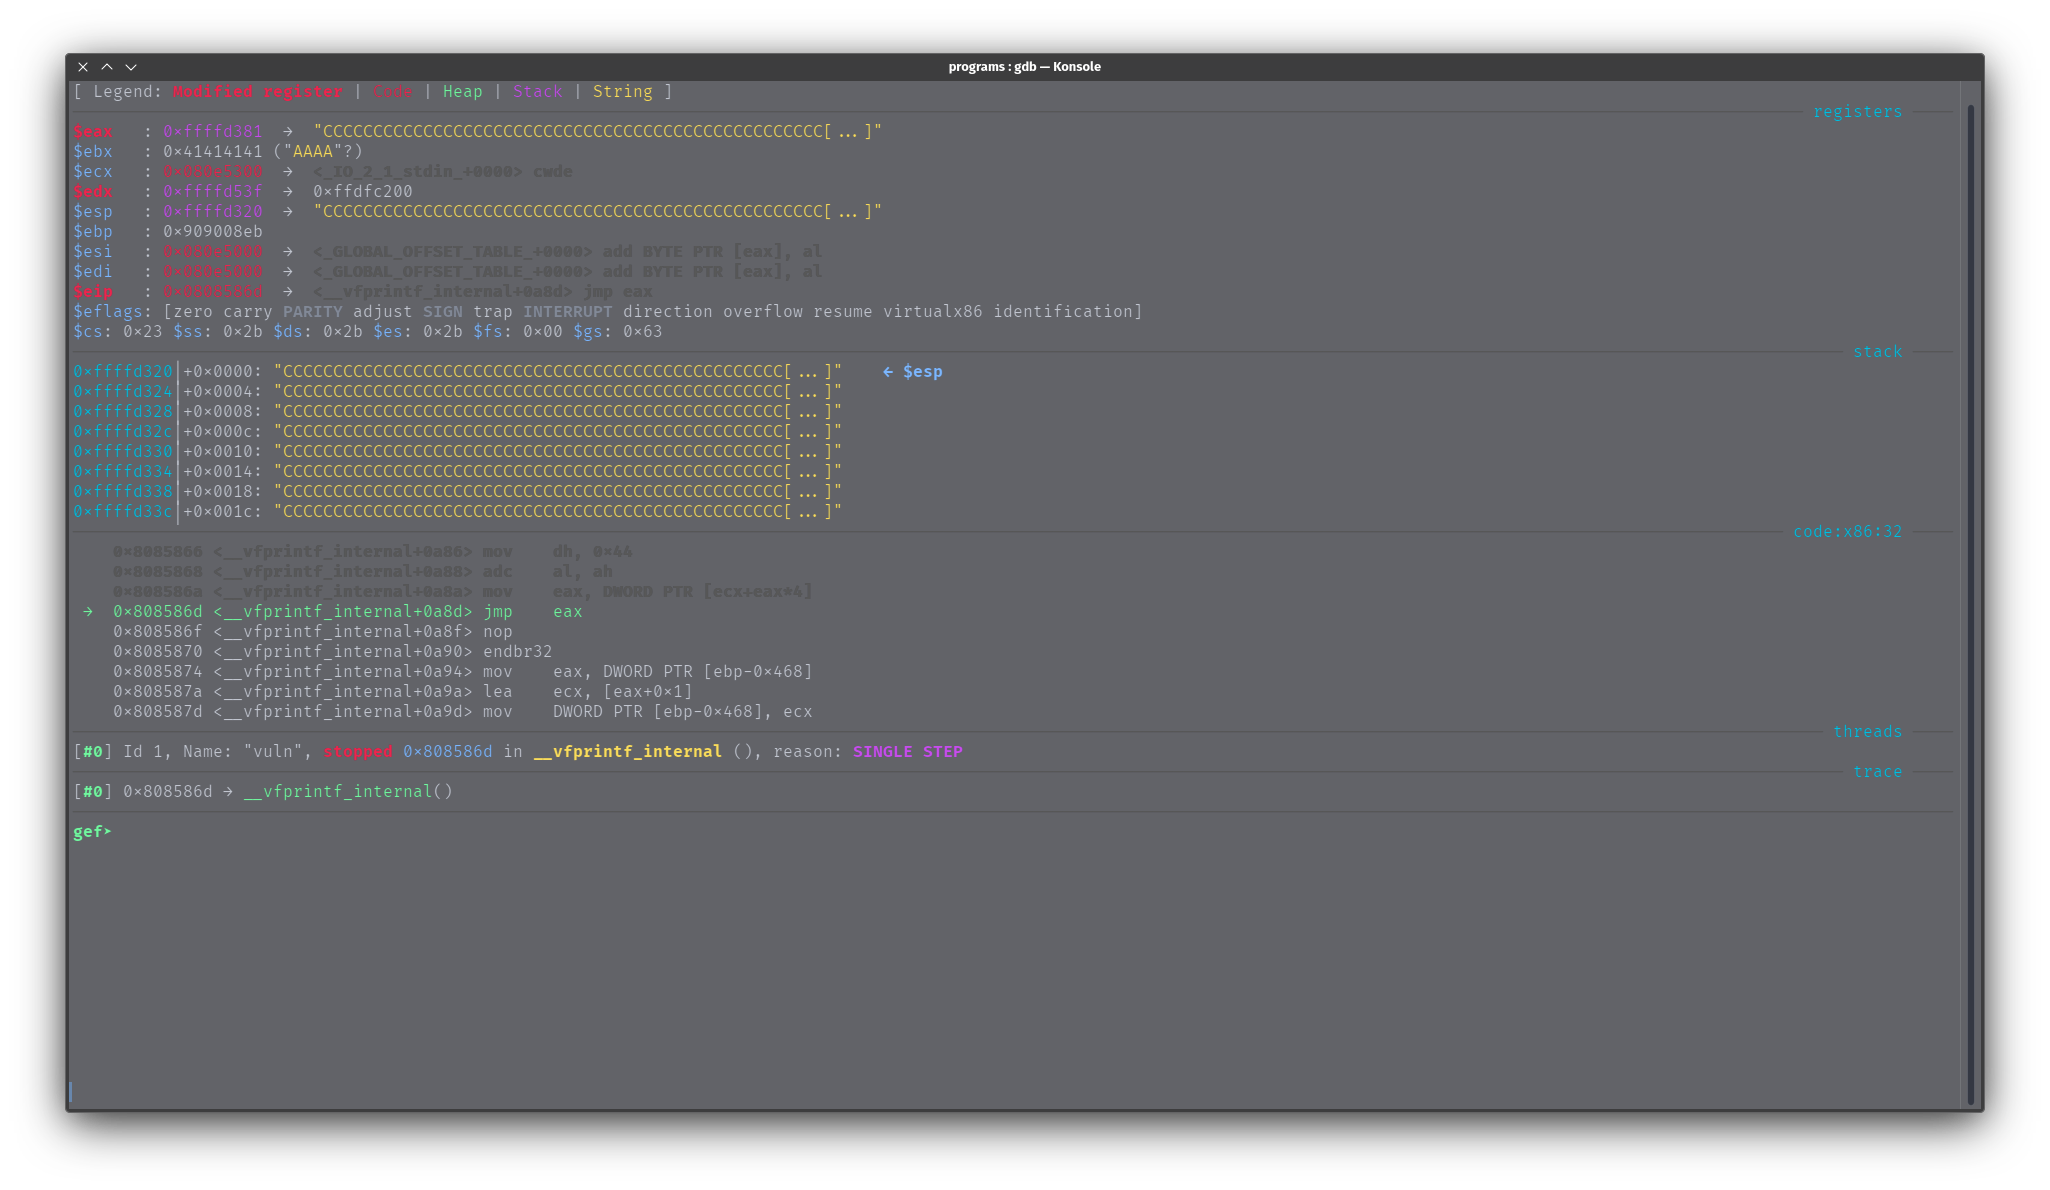 programs : gdb — Konsole
[ Legend: Modified register | Code | Heap | Stack | String ]
registers
$eax   : 0×ffffd381  →  "CCCCCCCCCCCCCCCCCCCCCCCCCCCCCCCCCCCCCCCCCCCCCCCCCC[...]"
$ebx   : 0×41414141 ("AAAA"?)
$ecx   : 0×080e5300  →  <_IO_2_1_stdin_+0000> cwde
$edx   : 0×ffffd53f  →  0×ffdfc200
$esp   : 0×ffffd320  →  "CCCCCCCCCCCCCCCCCCCCCCCCCCCCCCCCCCCCCCCCCCCCCCCCCC[...]"
$ebp   : 0×909008eb
$esi   : 0×080e5000  →  <_GLOBAL_OFFSET_TABLE_+0000> add BYTE PTR [eax], al
$edi   : 0×080e5000  →  <_GLOBAL_OFFSET_TABLE_+0000> add BYTE PTR [eax], al
$eip   : 0×0808586d  →  <__vfprintf_internal+0a8d> jmp eax
$eflags: [zero carry PARITY adjust SIGN trap INTERRUPT direction overflow resume virtualx86 identification]
$cs: 0×23 $ss: 0×2b $ds: 0×2b $es: 0×2b $fs: 0×00 $gs: 0×63
stack
0×ffffd320│+0×0000: "CCCCCCCCCCCCCCCCCCCCCCCCCCCCCCCCCCCCCCCCCCCCCCCCCC[...]"    ← $esp
0×ffffd324│+0×0004: "CCCCCCCCCCCCCCCCCCCCCCCCCCCCCCCCCCCCCCCCCCCCCCCCCC[...]"
0×ffffd328│+0×0008: "CCCCCCCCCCCCCCCCCCCCCCCCCCCCCCCCCCCCCCCCCCCCCCCCCC[...]"
0×ffffd32c│+0×000c: "CCCCCCCCCCCCCCCCCCCCCCCCCCCCCCCCCCCCCCCCCCCCCCCCCC[...]"
0×ffffd330│+0×0010: "CCCCCCCCCCCCCCCCCCCCCCCCCCCCCCCCCCCCCCCCCCCCCCCCCC[...]"
0×ffffd334│+0×0014: "CCCCCCCCCCCCCCCCCCCCCCCCCCCCCCCCCCCCCCCCCCCCCCCCCC[...]"
0×ffffd338│+0×0018: "CCCCCCCCCCCCCCCCCCCCCCCCCCCCCCCCCCCCCCCCCCCCCCCCCC[...]"
0×ffffd33c│+0×001c: "CCCCCCCCCCCCCCCCCCCCCCCCCCCCCCCCCCCCCCCCCCCCCCCCCC[...]"
code:x86:32
0×8085866 <__vfprintf_internal+0a86> mov    dh, 0×44
0×8085868 <__vfprintf_internal+0a88> adc    al, ah
0×808586a <__vfprintf_internal+0a8a> mov    eax, DWORD PTR [ecx+eax*4]
→  0×808586d <__vfprintf_internal+0a8d> jmp    eax
0×808586f <__vfprintf_internal+0a8f> nop
0×8085870 <__vfprintf_internal+0a90> endbr32
0×8085874 <__vfprintf_internal+0a94> mov    eax, DWORD PTR [ebp-0×468]
0×808587a <__vfprintf_internal+0a9a> lea    ecx, [eax+0×1]
0×808587d <__vfprintf_internal+0a9d> mov    DWORD PTR [ebp-0×468], ecx
threads
[#0] Id 1, Name: "vuln", stopped 0×808586d in __vfprintf_internal (), reason: SINGLE STEP
trace
[#0] 0×808586d → __vfprintf_internal()
gef➤